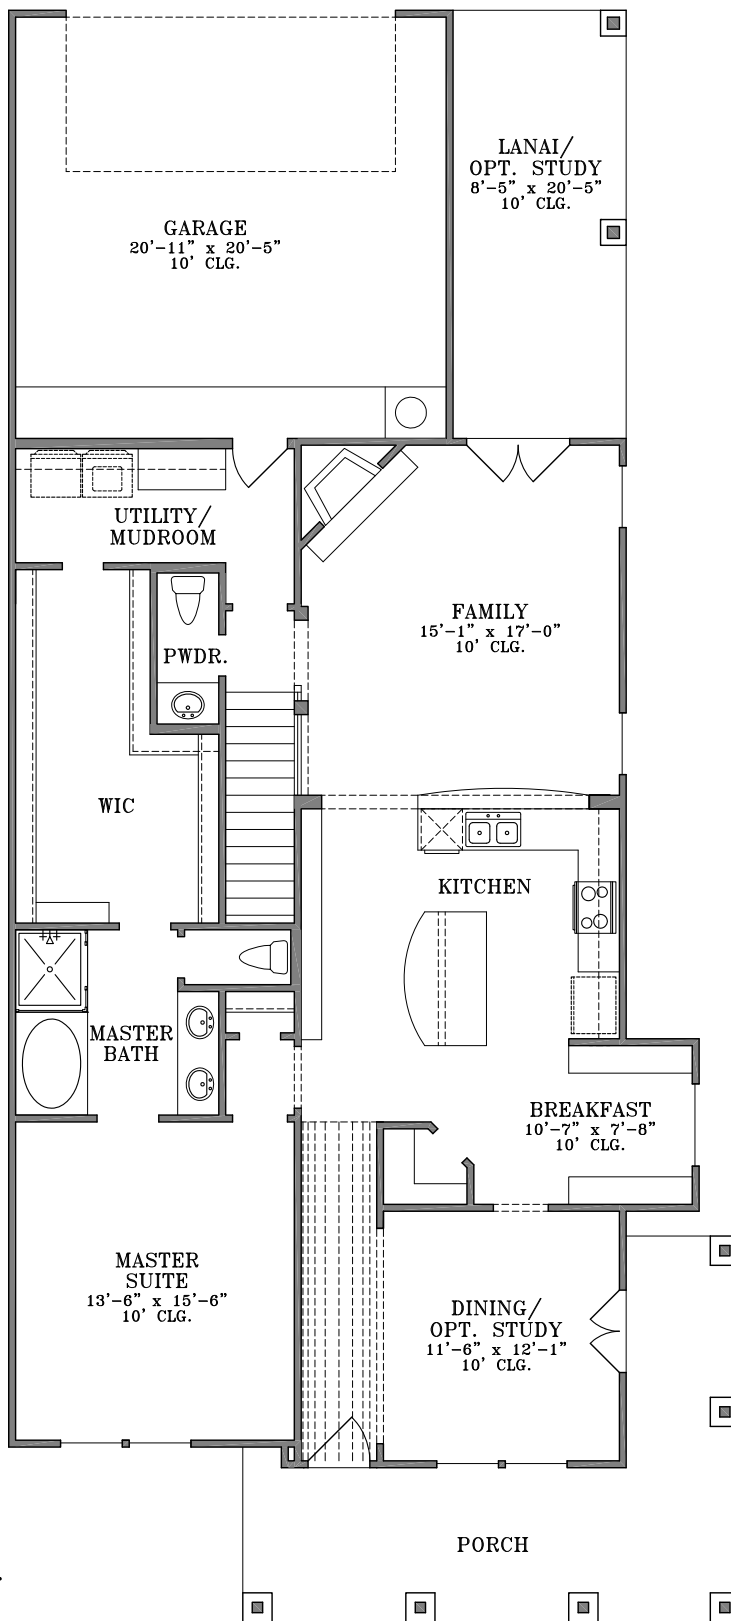 LANAI/
OPT. STUDY
8'-5" x 20'-5"
10' CLG.
GARAGE
20'-11" x 20'-5"
10' CLG.
UTILITY/
MUDROOM
FAMILY
15'-1" x 17'-0"
10' CLG.
PWDR.
WIC
KITCHEN
MASTER
BATH
BREAKFAST
10'-7" x 7'-8"
10' CLG.
MASTER
SUITE
13'-6" x 15'-6"
10' CLG.
DINING/
OPT. STUDY
11'-6" x 12'-1"
10' CLG.
PORCH